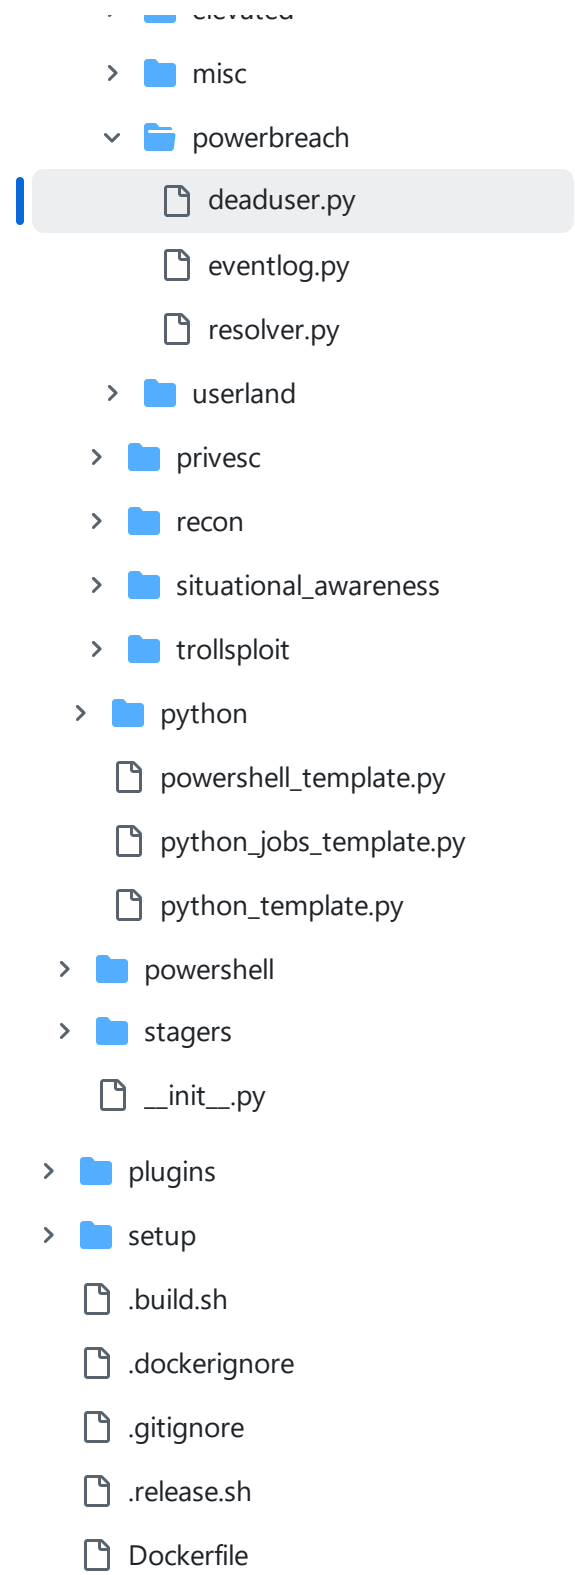 elevated
misc
powerbreach
deaduser.py
eventlog.py
resolver.py
userland
privesc
recon
situational_awareness
trollsploit
python
powershell_template.py
python_jobs_template.py
python_template.py
powershell
stagers
__init__.py
plugins
setup
.build.sh
.dockerignore
.gitignore
.release.sh
Dockerfile